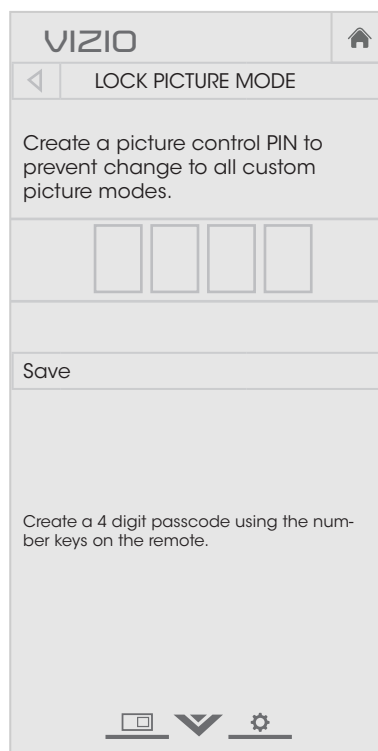 VIZIO
LOCK PICTURE MODE
Create a picture control PIN to
prevent change to all custom
picture modes.
Save
Create a 4 digit passcode using the num-
ber keys on the remote.